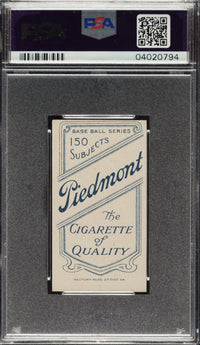 PSA
04020794
BASE BALL SERIES
150
SUBJECTS
Piedmont
The
CIGARETTE
of
QUALITY